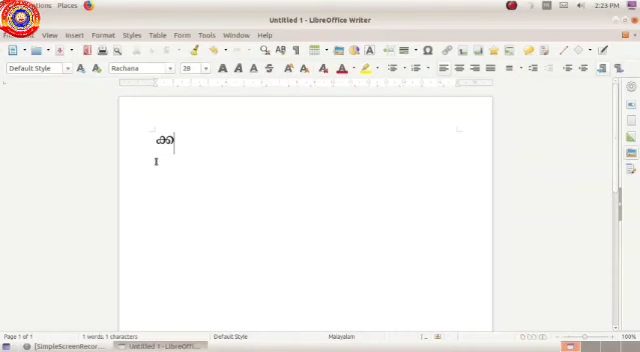 Places
2:23 PM
Untitled 1 - LibreOffice Writer
View Insert Format Styles Table Form Tools Window Help
Default Style Rachana 28
ക്ക
Page 1 of 1 1 words, 1 characters Default Style Malayalam 100%
[SimpleScreenRecor... Untitled 1 - LibreOffi...